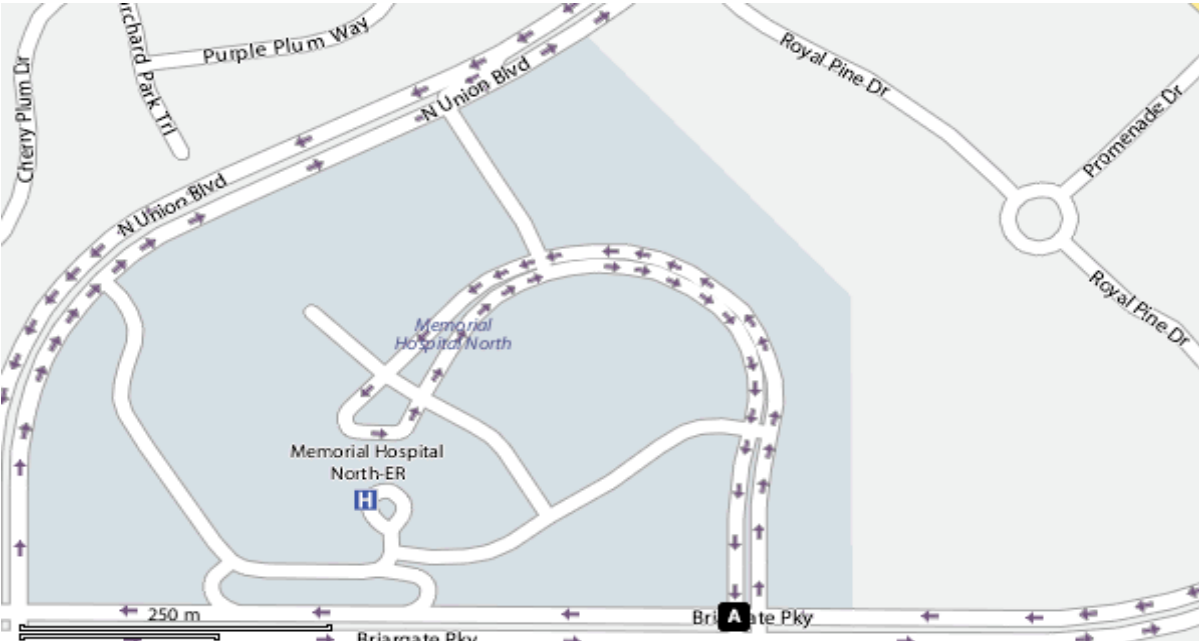 Purple Plum Way
Royal Pine Dr
Cherry Plum Dr
Park Trl
N Union Blvd
Promenade Dr
N Union Blvd
Royal Pine Dr
Memorial
Hospital North
Memorial Hospital
North-ER
H
A
Pky
250 m
Briargate Pky